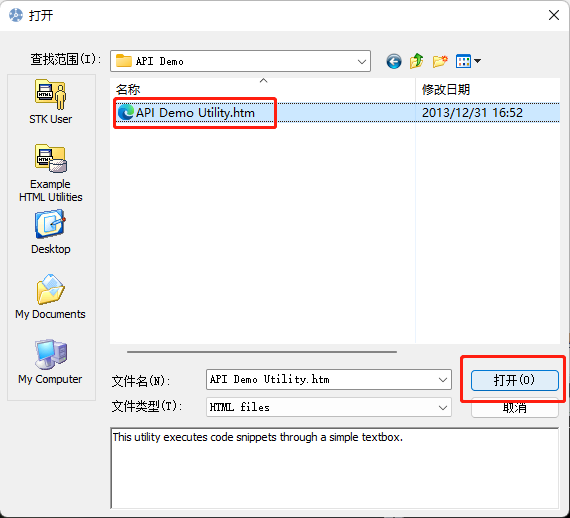 打开
查找范围(I):
API Demo
STK User
Example
HTML Utilities
Desktop
My Documents
My Computer
名称
修改日期
API Demo Utility.htm
2013/12/31 16:52
文件名(N):
API Demo Utility.htm
打开(O)
文件类型(T):
HTML files
取消
This utility executes code snippets through a simple textbox.